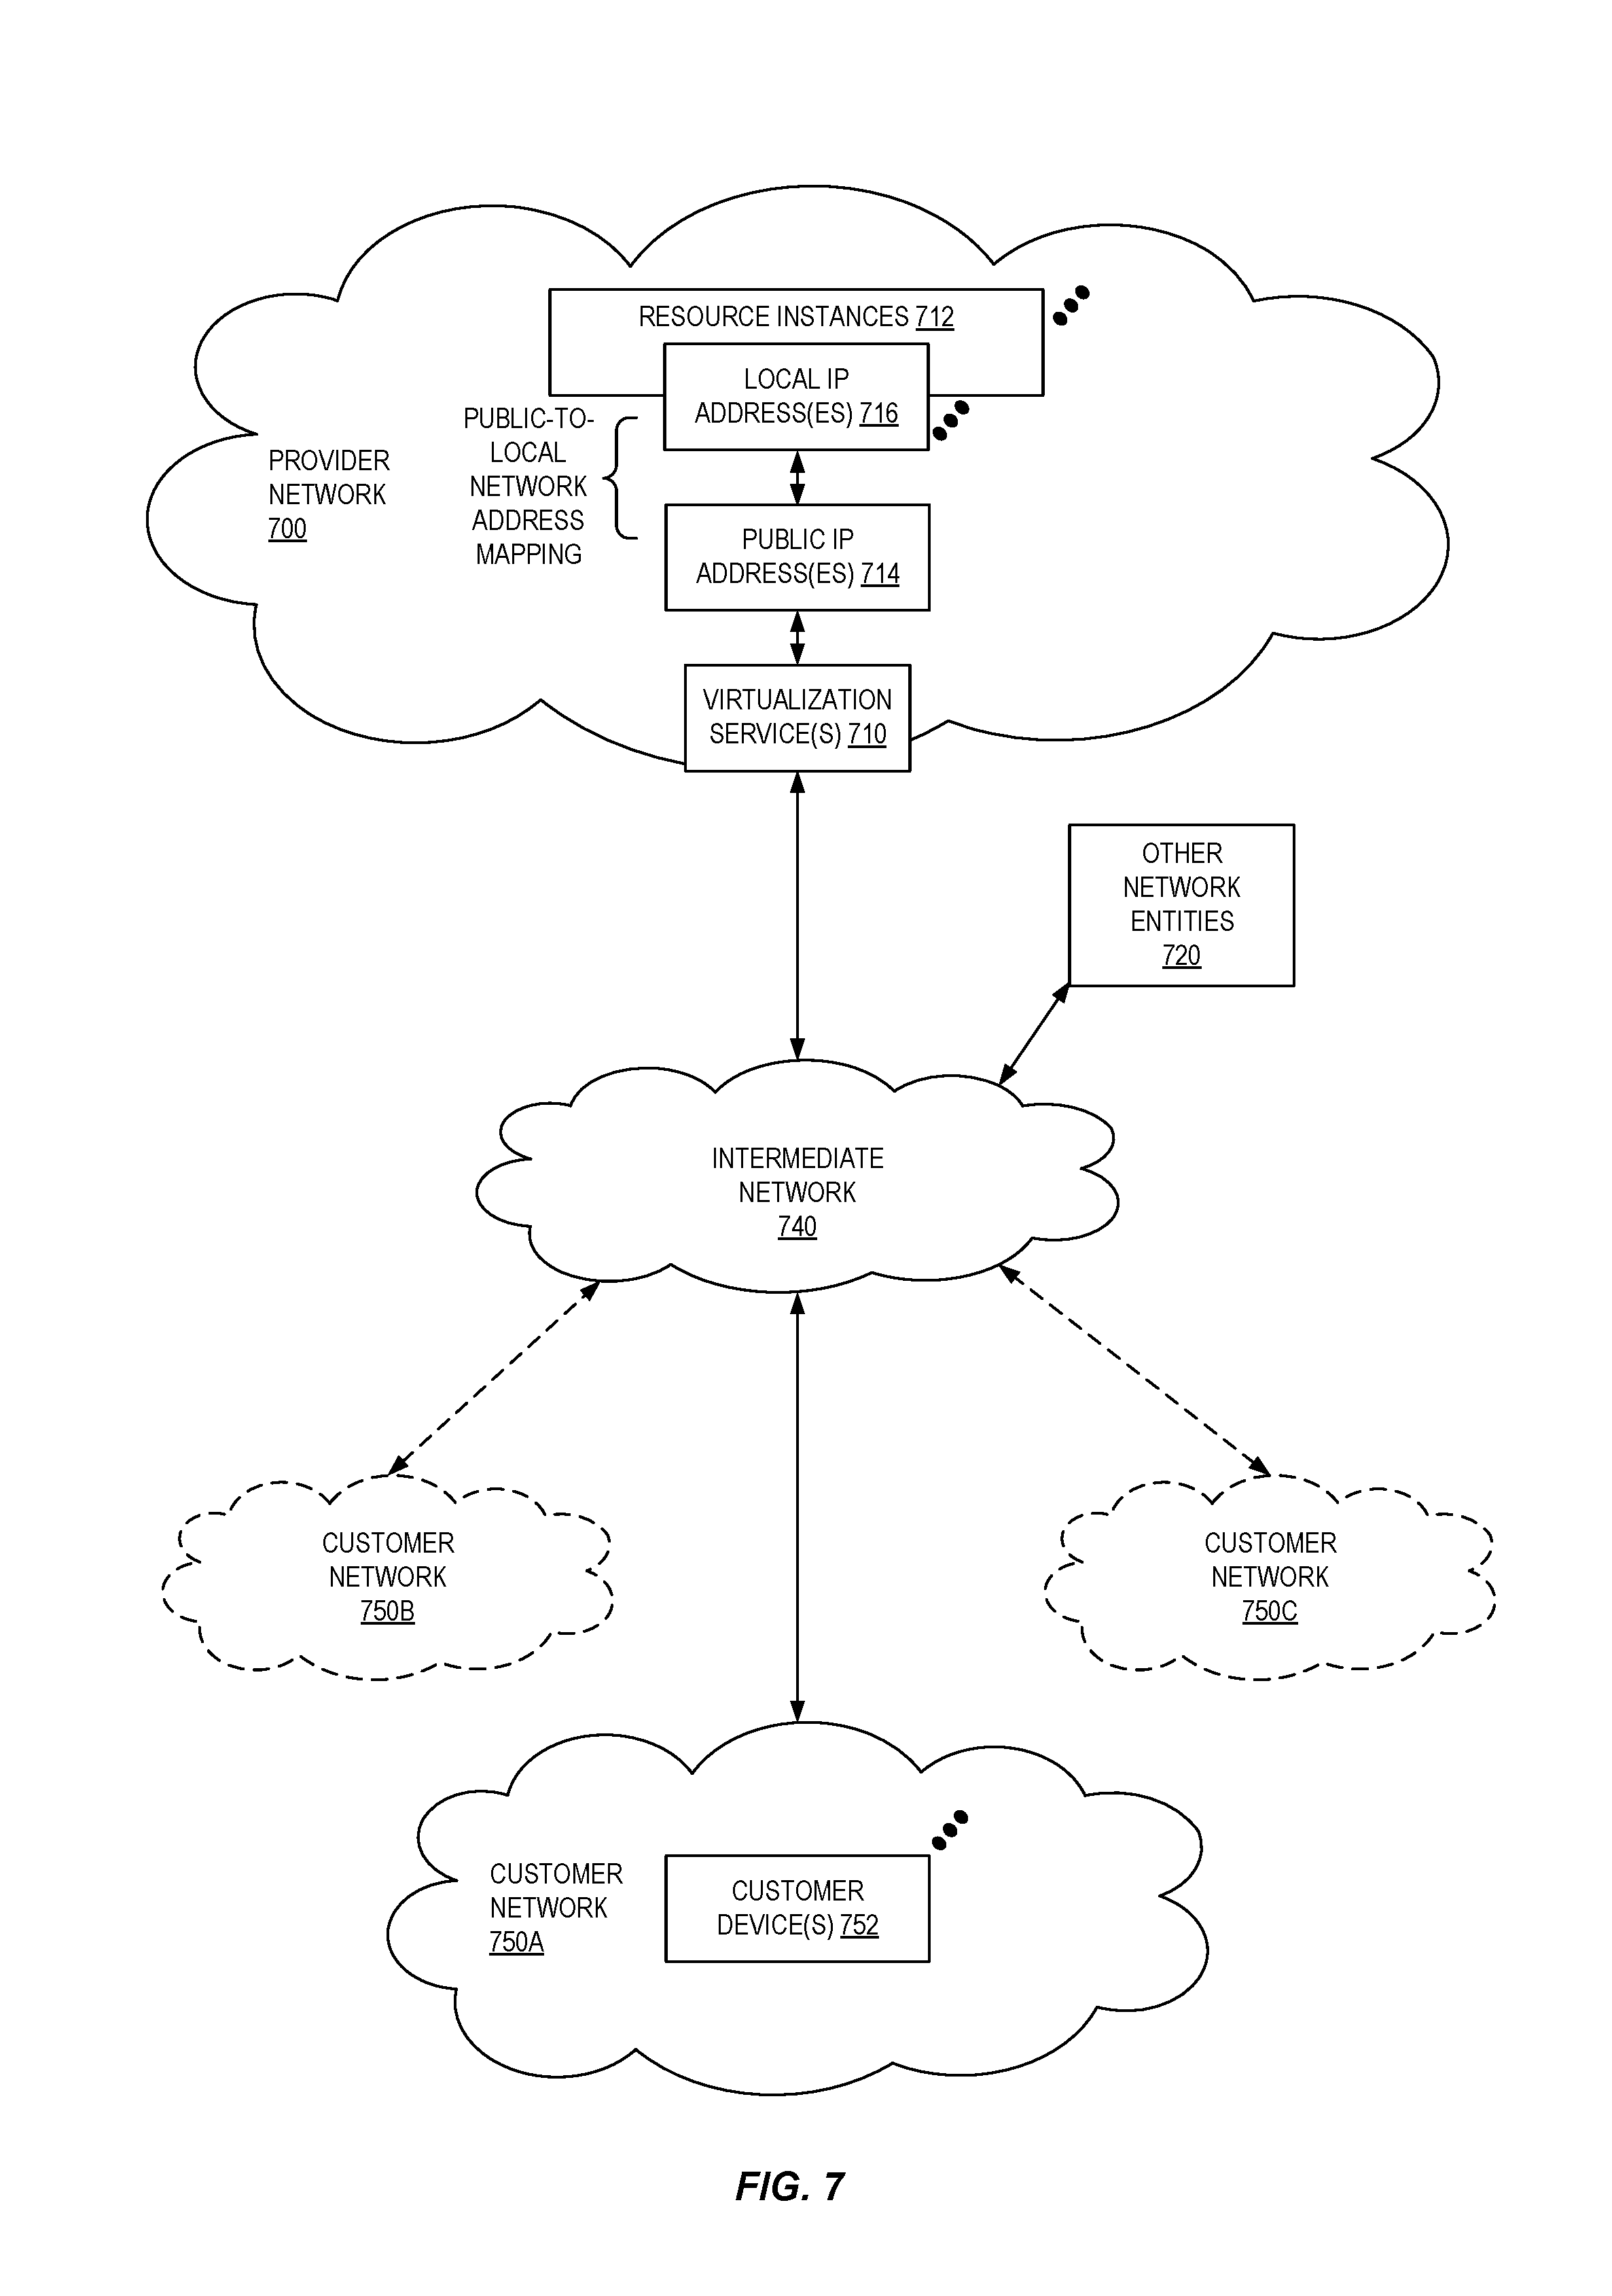 RESOURCE INSTANCES 712
LOCAL IP
ADDRESS(ES) 716
PUBLIC-TO-
LOCAL
NETWORK
ADDRESS
MAPPING
PROVIDER
NETWORK
700
PUBLIC IP
ADDRESS(ES) 714
VIRTUALIZATION
SERVICE(S) 710
OTHER
NETWORK
ENTITIES
720
INTERMEDIATE
NETWORK
740
CUSTOMER
NETWORK
750B
CUSTOMER
NETWORK
750C
CUSTOMER
NETWORK
750A
CUSTOMER
DEVICE(S) 752
FIG. 7